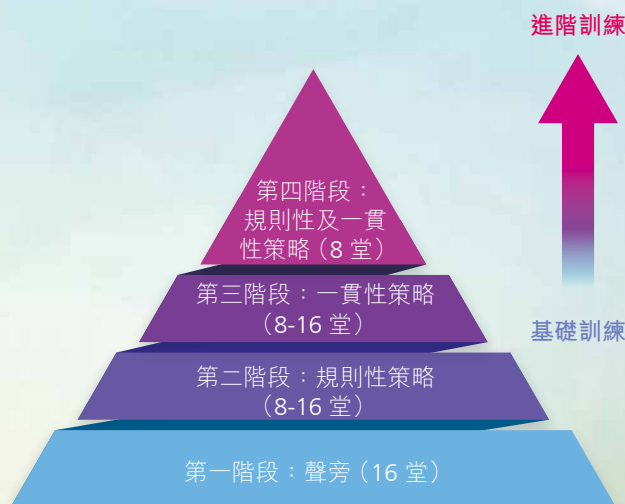 進階訓練
第四階段：
規則性及一貫
性策略（8 堂）
第三階段：一貫性策略
（8-16 堂）
基礎訓練
第二階段：規則性策略
（8-16 堂）
第一階段：聲旁（16 堂）